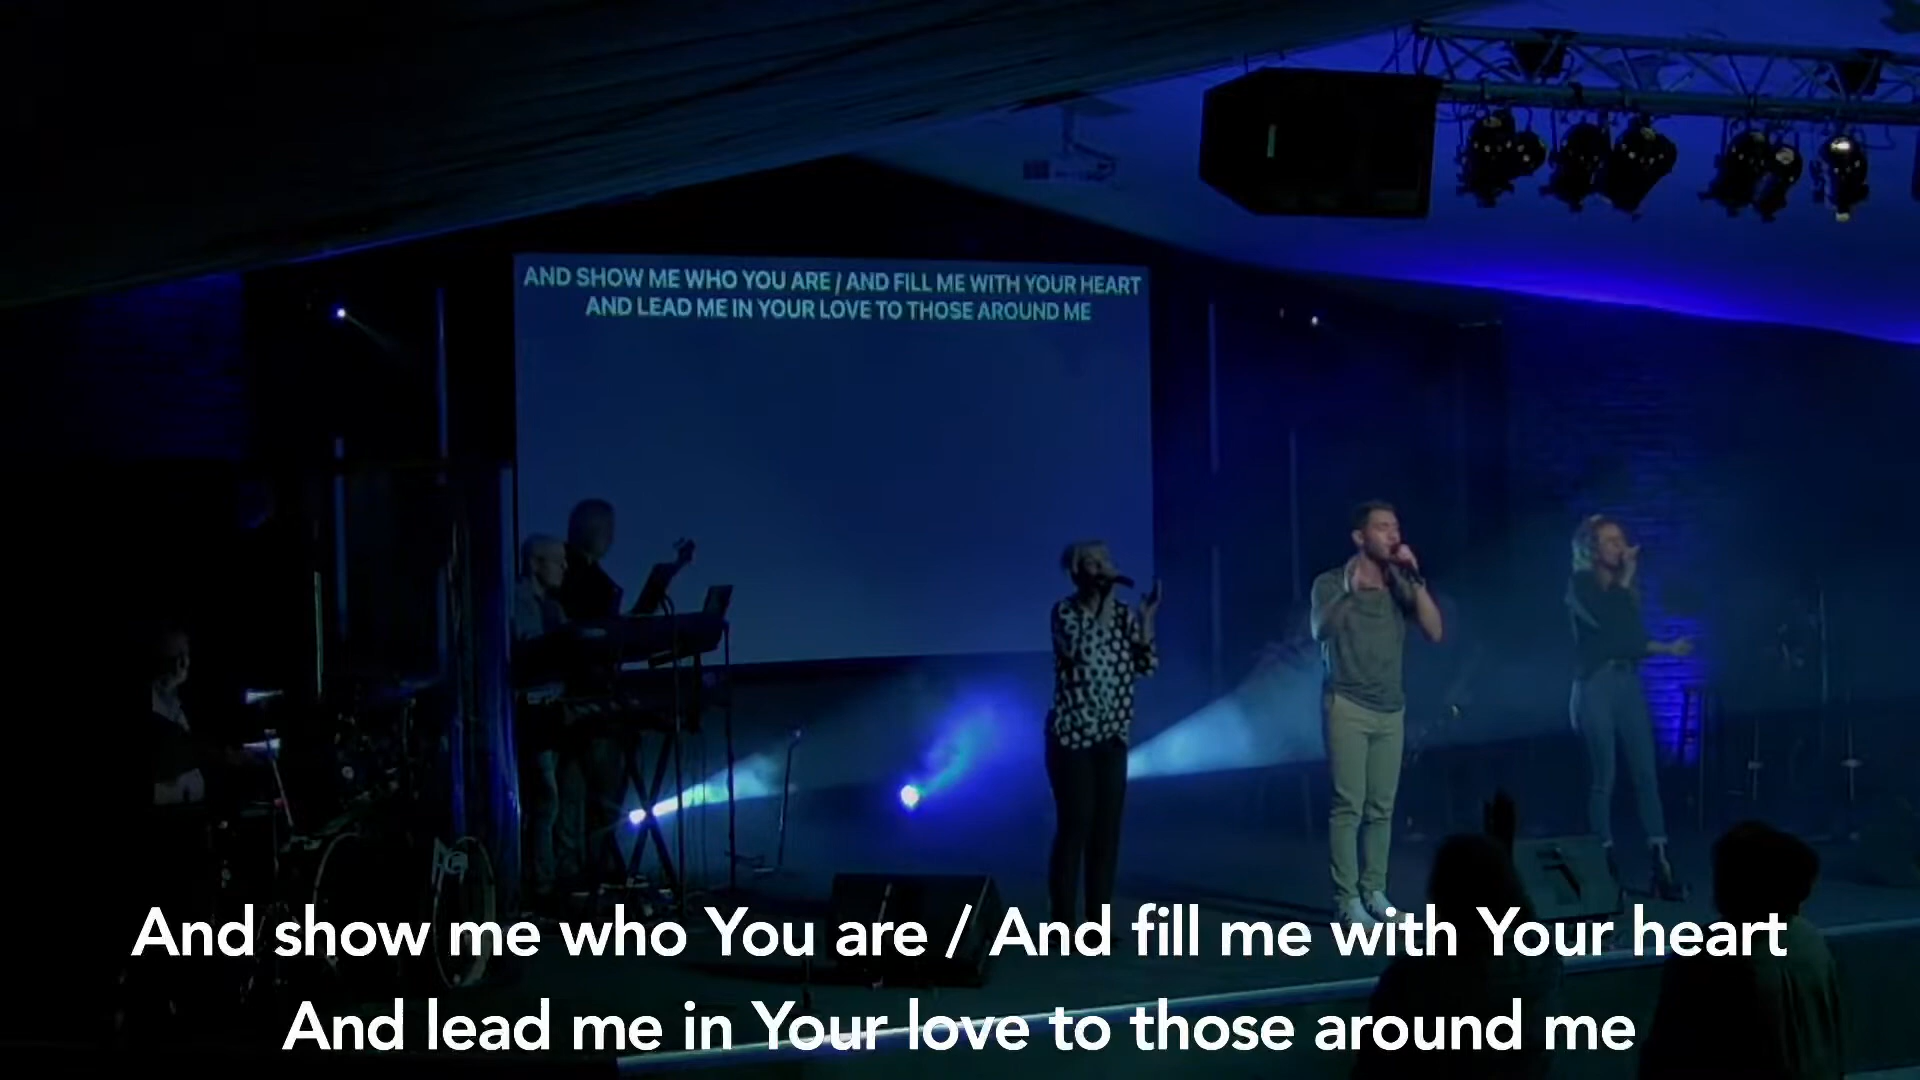 AND SHOW ME WHO YOU ARE / AND FILL ME WITH YOUR HEART
AND LEAD ME IN YOUR LOVE TO THOSE AROUND ME
And show me who You are / And fill me with Your heart
And lead me in Your love to those around me